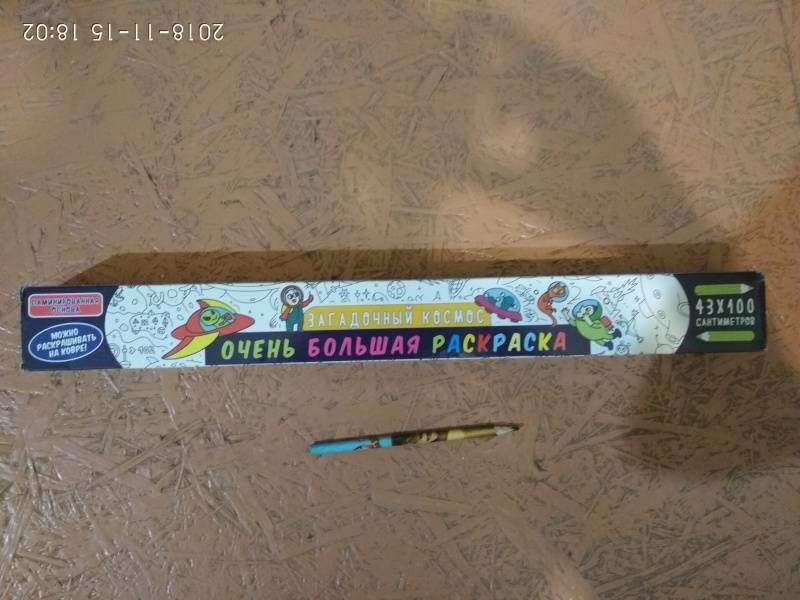 2018-11-15 18:02
ЛАМИНИРОВАННАЯ
ОСНОВА
МОЖНО
РАСКРАШИВАТЬ
НА КОВРЕ!
ЗАГАДОЧНЫЙ КОСМОС
ОЧЕНЬ БОЛЬШАЯ РАСКРАСКА
43X100
САНТИМЕТРОВ